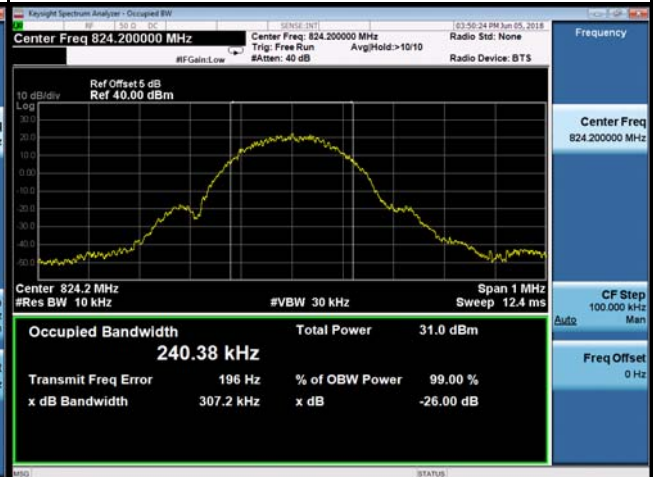 Keysight Spectrum Analyzer - Occupied BW
RF 50 Ω DC SENSE:INT 03:50:24 PM Jun 05, 2018
Center Freq 824.200000 MHz Center Freq: 824.200000 MHz Radio Std: None Frequency
Trig: Free Run Avg|Hold:>10/10
#IFGain:Low #Atten: 40 dB Radio Device: BTS
Ref Offset 5 dB
10 dB/div Ref 40.00 dBm
Log
30.0
20.0
10.0
0.00
-10.0
-20.0
-30.0
-40.0
-50.0
Center Freq
824.200000 MHz
Center 824.2 MHz Span 1 MHz
#Res BW 10 kHz #VBW 30 kHz Sweep 12.4 ms
CF Step
100.000 kHz
Auto Man
Occupied Bandwidth Total Power 31.0 dBm
240.38 kHz
Freq Offset
0 Hz
Transmit Freq Error 196 Hz % of OBW Power 99.00 %
x dB Bandwidth 307.2 kHz x dB -26.00 dB
MSG STATUS